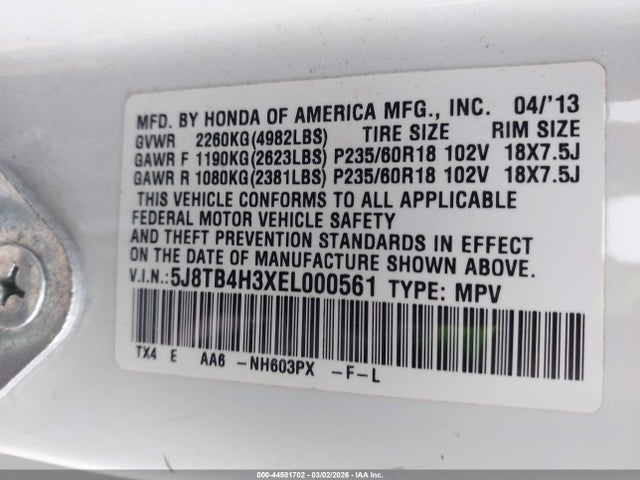 MFD. BY HONDA OF AMERICA MFG., INC. 04/'13
GVWR 2260KG(4982LBS) TIRE SIZE RIM SIZE
GAWR F 1190KG(2623LBS) P235/60R18 102V 18X7.5J
GAWR R 1080KG(2381LBS) P235/60R18 102V 18X7.5J
THIS VEHICLE CONFORMS TO ALL APPLICABLE
FEDERAL MOTOR VEHICLE SAFETY
AND THEFT PREVENTION STANDARDS IN EFFECT
ON THE DATE OF MANUFACTURE SHOWN ABOVE.
V.I.N.:5J8TB4H3XEL000561 TYPE: MPV
TX4 E AA6 -NH603PX -F-L
000-44501702 - 03/02/2026 - IAA Inc.